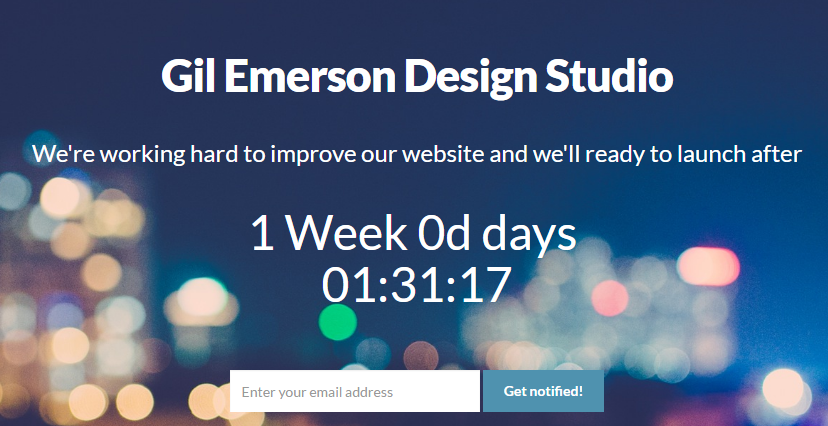 Gil Emerson Design Studio
We're working hard to improve our website and we'll ready to launch after
1 Week 0d days
01:31:17
Enter your email address
Get notified!